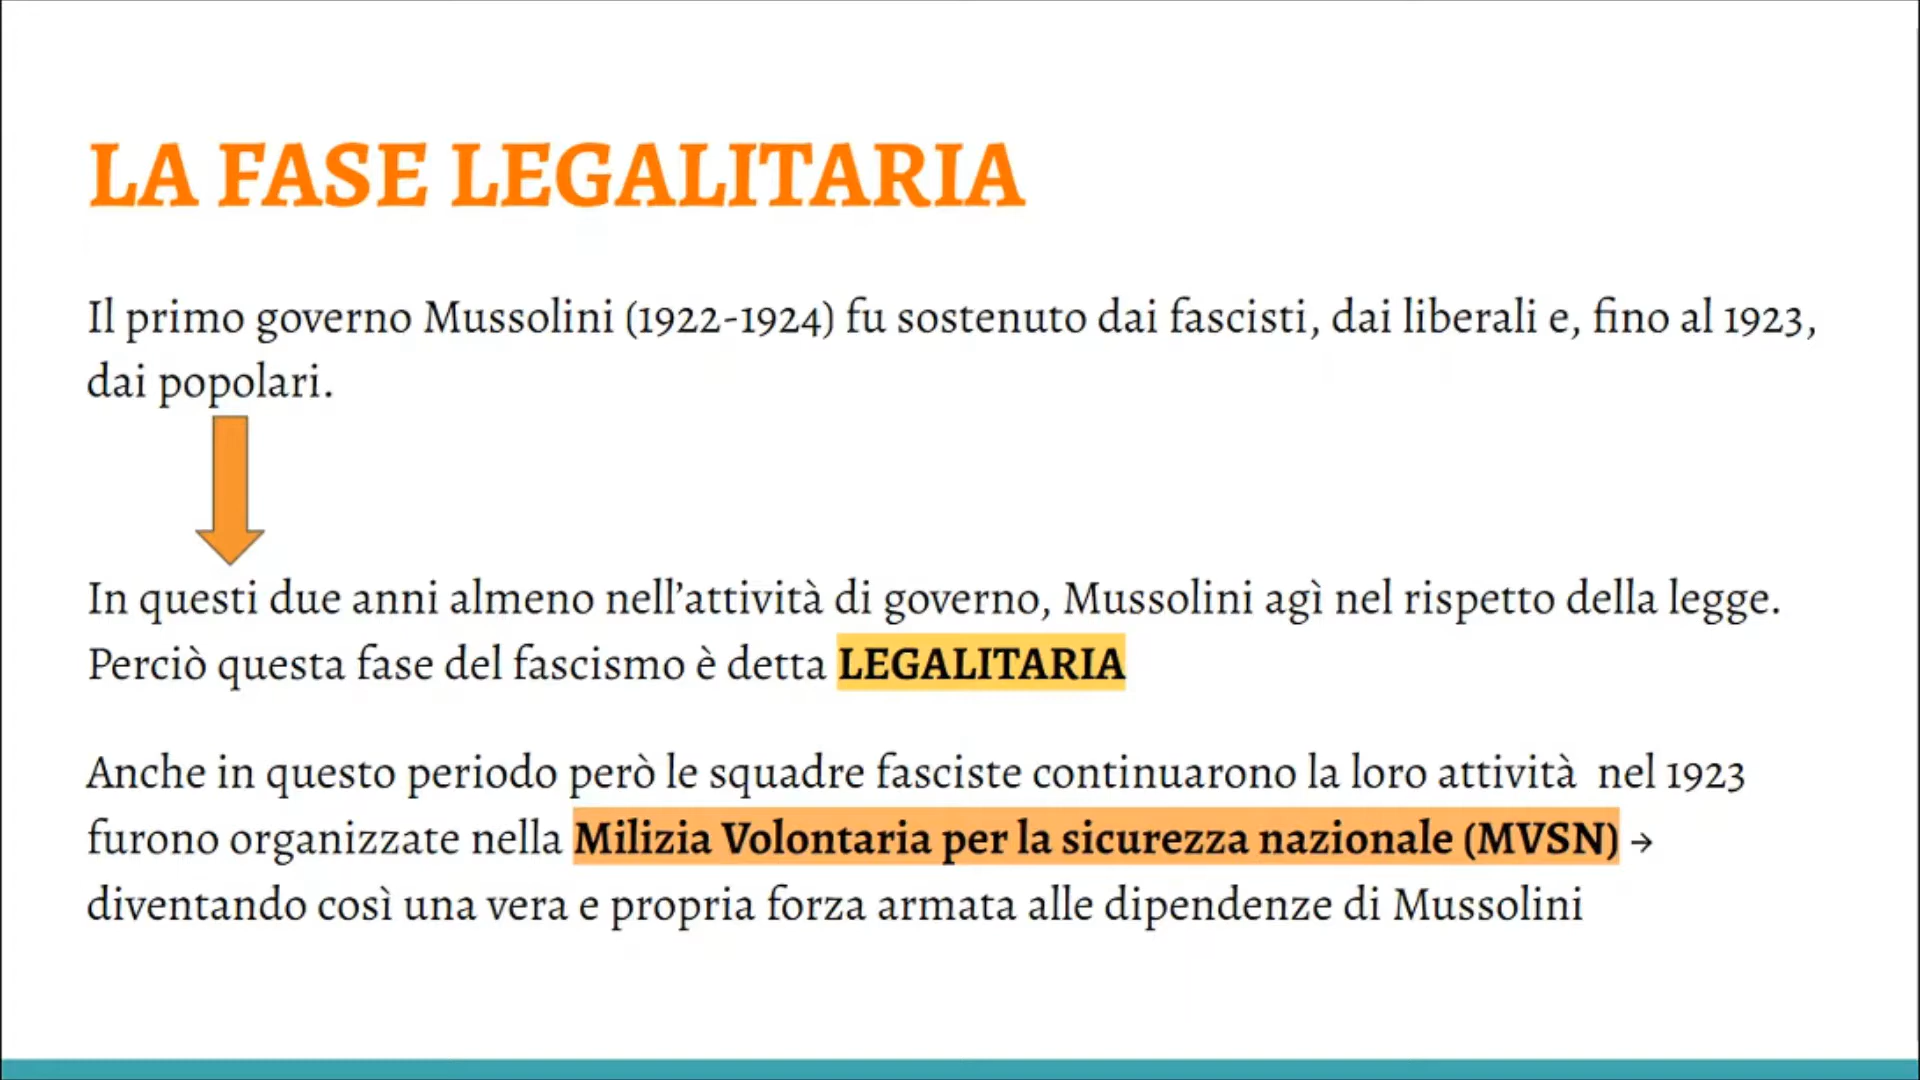 LA FASE LEGALITARIA
Il primo governo Mussolini (1922-1924) fu sostenuto dai fascisti, dai liberali e, fino al 1923,
dai popolari.
In questi due anni almeno nell’attività di governo, Mussolini agì nel rispetto della legge.
Perciò questa fase del fascismo è detta LEGALITARIA
Anche in questo periodo però le squadre fasciste continuarono la loro attività  nel 1923
furono organizzate nella Milizia Volontaria per la sicurezza nazionale (MVSN) →
diventando così una vera e propria forza armata alle dipendenze di Mussolini